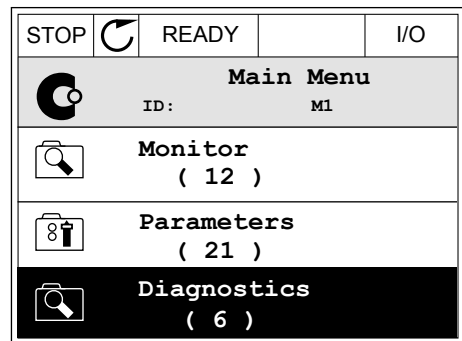 STOP READY I/O
Main Menu
ID: M1
Monitor
( 12 )
Parameters
( 21 )
Diagnostics
( 6 )